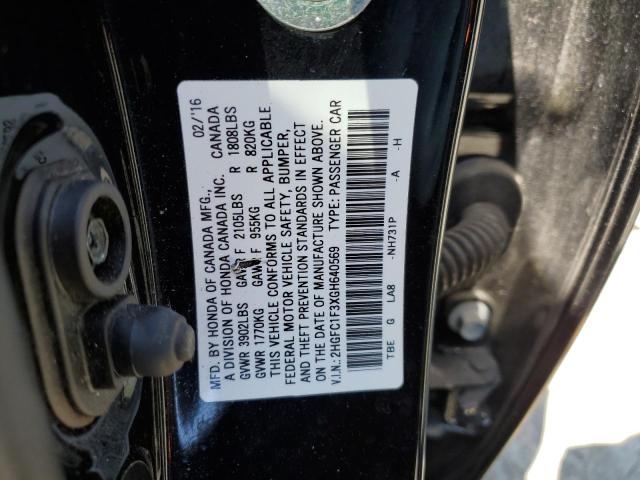 MFD. BY HONDA OF CANADA MFG., 02/'16
A DIVISION OF HONDA CANADA INC. CANADA
GVWR 3902LBS GAWR F 2105LBS R 1808LBS
GVWR 1770KG GAWR F 955KG R 820KG
THIS VEHICLE CONFORMS TO ALL APPLICABLE
FEDERAL MOTOR VEHICLE SAFETY, BUMPER,
AND THEFT PREVENTION STANDARDS IN EFFECT
ON THE DATE OF MANUFACTURE SHOWN ABOVE.
V.I.N.: 2HGFC1F3XGH640569 TYPE: PASSENGER CAR
TBE G LA8 -NH731P -A -H